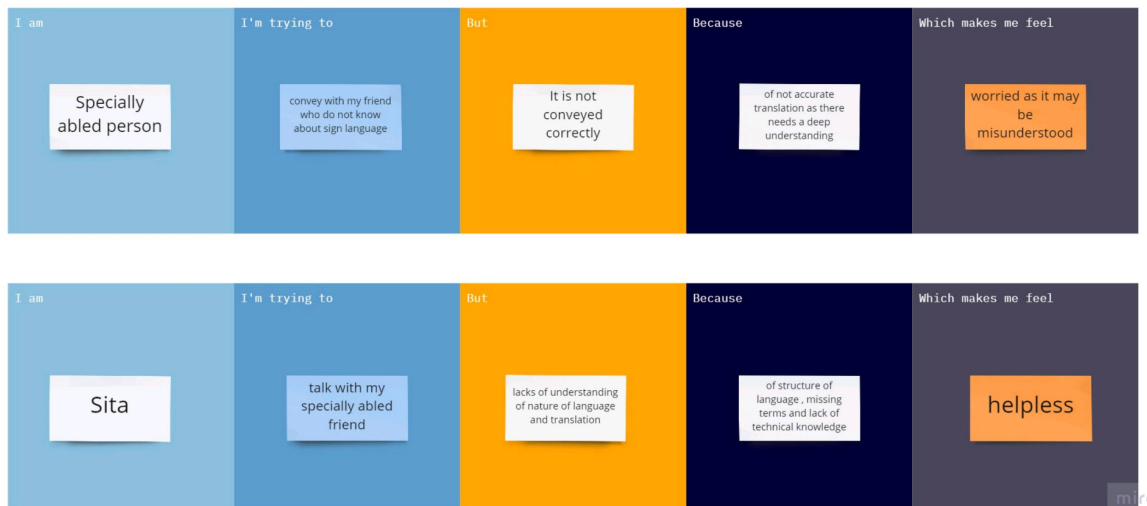 I am
I'm trying to
But
Because
Which makes me feel
Specially
abled person
convey with my friend
who do not know
about sign language
It is not
conveyed
correctly
of not accurate
translation as there
needs a deep
understanding
worried as it may
be
misunderstood
I am
I'm trying to
But
Because
Which makes me feel
Sita
talk with my
specially abled
friend
lacks of understanding
of nature of language
and translation
of structure of
language , missing
terms and lack of
technical knowledge
helpless